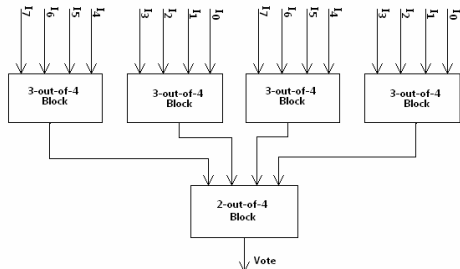 I7 I6 I5 I4 I3 I2 I1 I0 I7 I6 I5 I4 I3 I2 I1 I0
3-out-of-4 3-out-of-4 3-out-of-4 3-out-of-4
Block Block Block Block
2-out-of-4
Block
Vote